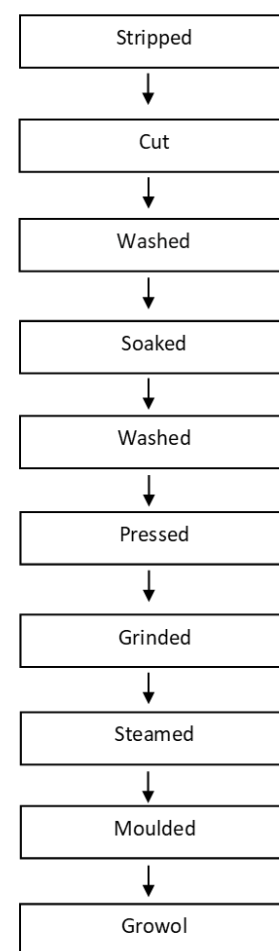 Stripped
Cut
Washed
Soaked
Washed
Pressed
Grinded
Steamed
Moulded
Growol